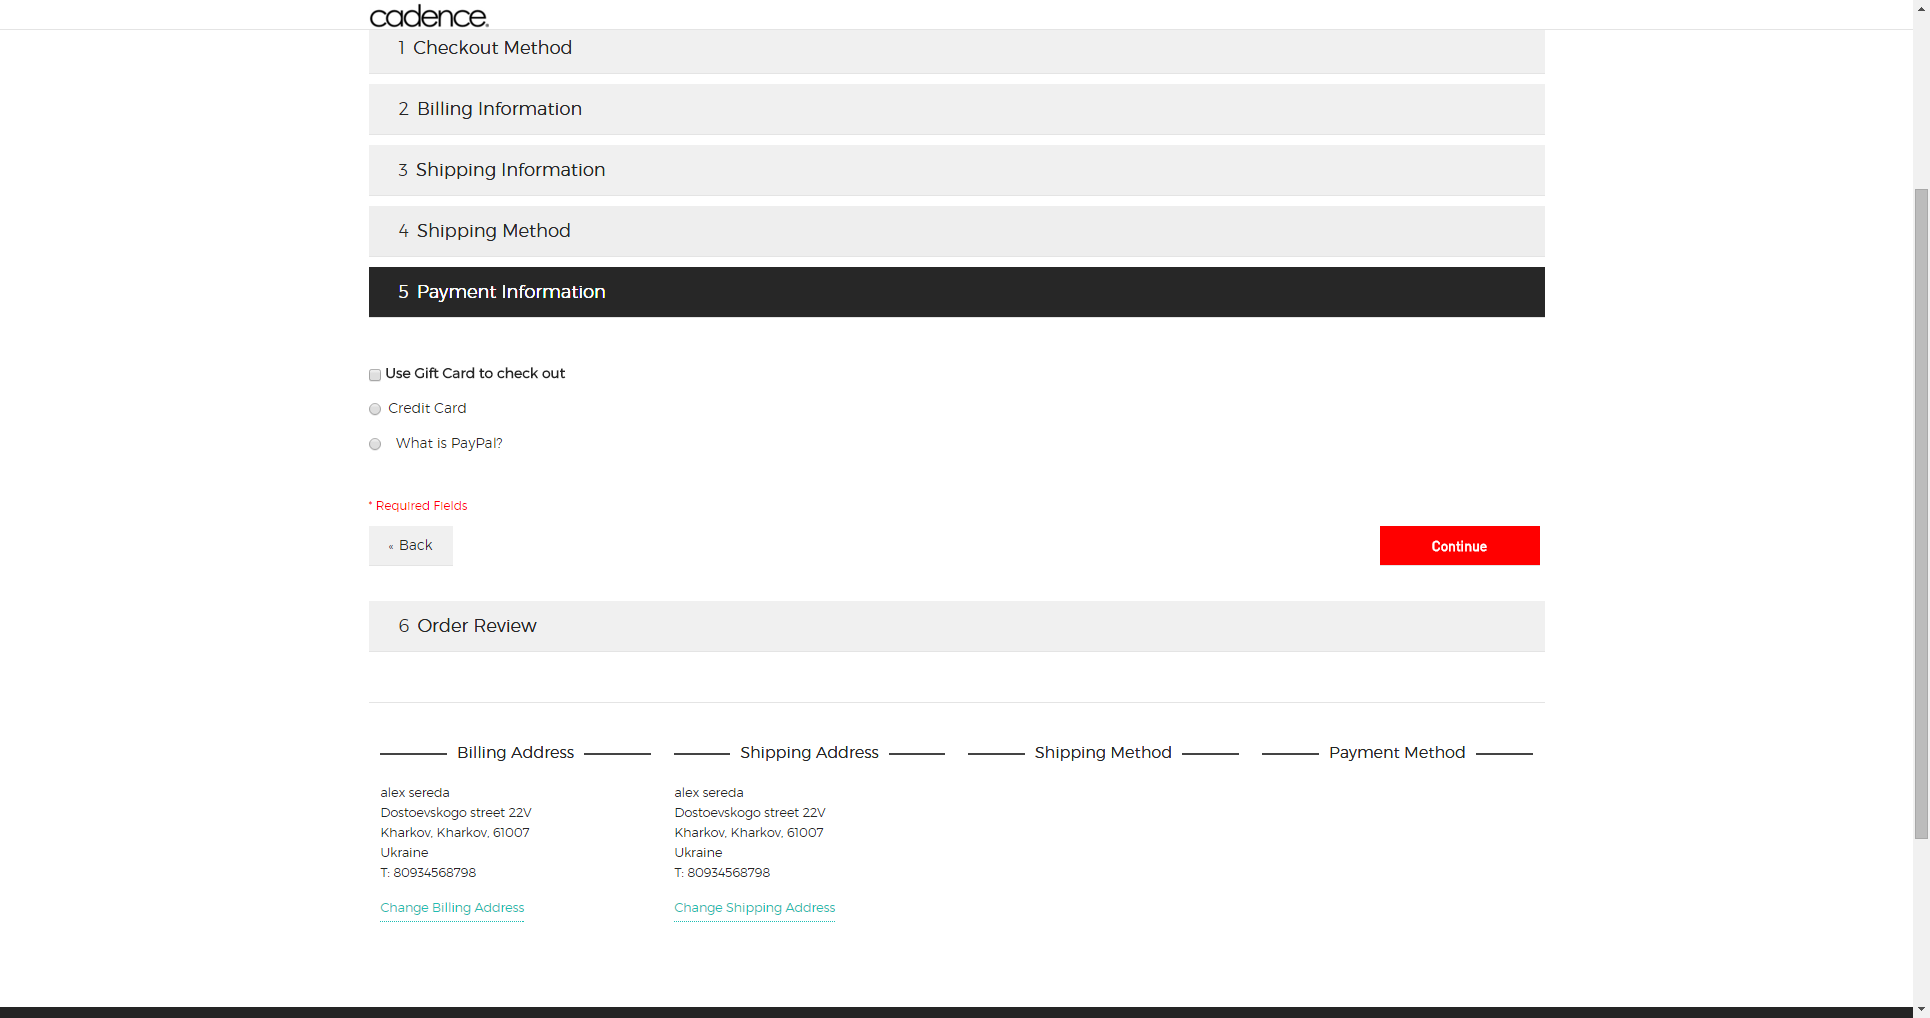 cadence.
1 Checkout Method
2 Billing Information
3 Shipping Information
4 Shipping Method
5 Payment Information
Use Gift Card to check out
Credit Card
What is PayPal?
* Required Fields
« Back
Continue
6 Order Review
Billing Address
alex sereda
Dostoevskogo street 22V
Kharkov, Kharkov, 61007
Ukraine
T: 80934568798
Change Billing Address
Shipping Address
alex sereda
Dostoevskogo street 22V
Kharkov, Kharkov, 61007
Ukraine
T: 80934568798
Change Shipping Address
Shipping Method
Payment Method